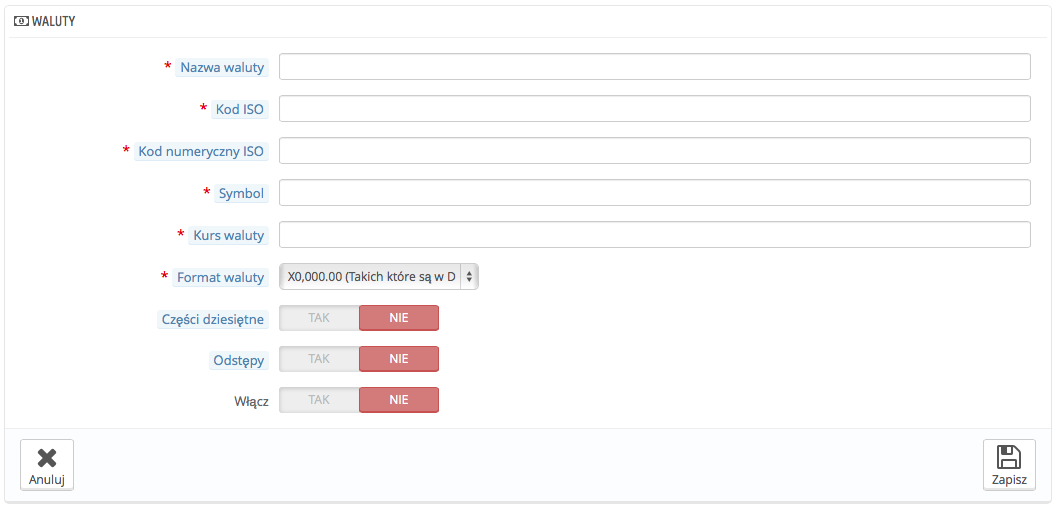 WALUTY
* Nazwa waluty
* Kod ISO
* Kod numeryczny ISO
* Symbol
* Kurs waluty
* Format waluty X0,000.00 (Takich które są w D
Części dziesiętne TAK NIE
Odstępy TAK NIE
Włącz TAK NIE
Anuluj Zapisz